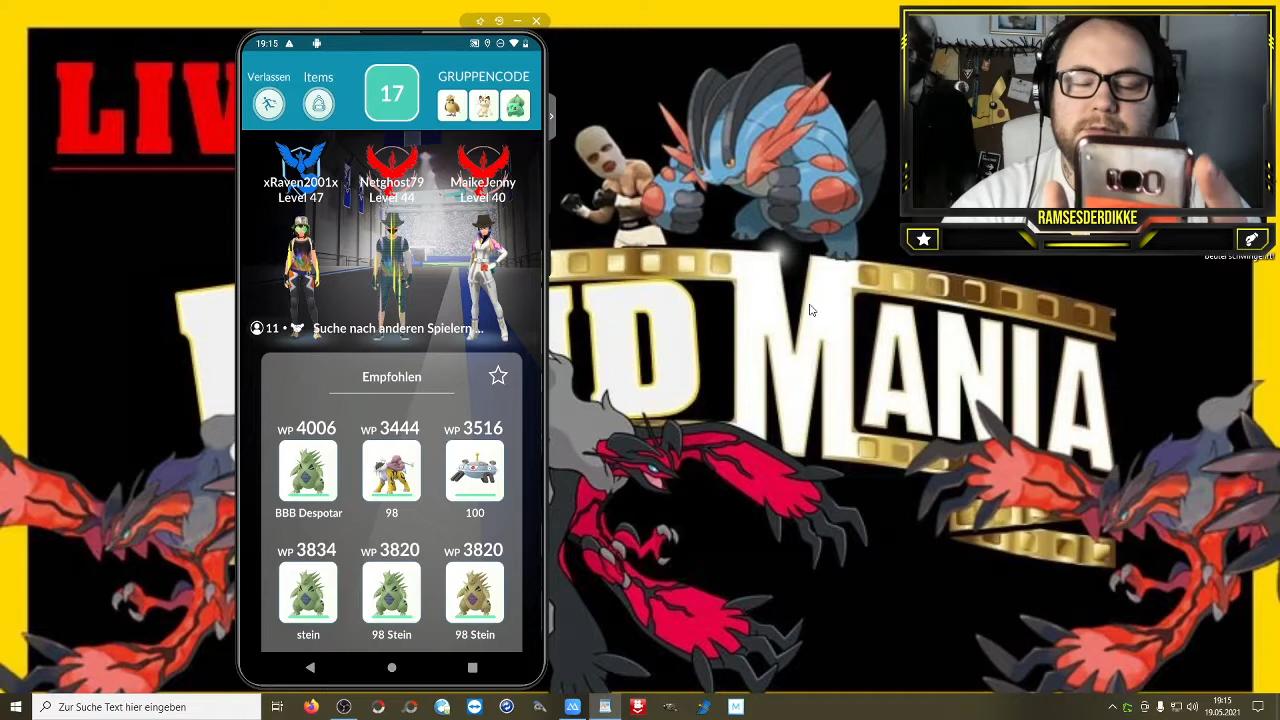 19:15
LIV
Verlassen
Items
17
GRUPPENCODE
xRaven2001x
Level 47
Netghost79
Level 44
MaikeJenny
Level 40
11 • Suche nach anderen Spielern ...
Empfohlen
WP 4006
WP 3444
WP 3516
BBB Despotar
98
100
WP 3834
WP 3820
WP 3820
stein
98 Stein
98 Stein
ND MANIA
RAMSESDERDIKKE
Zur Suche Text hier eingeben
19:15
19.05.2021